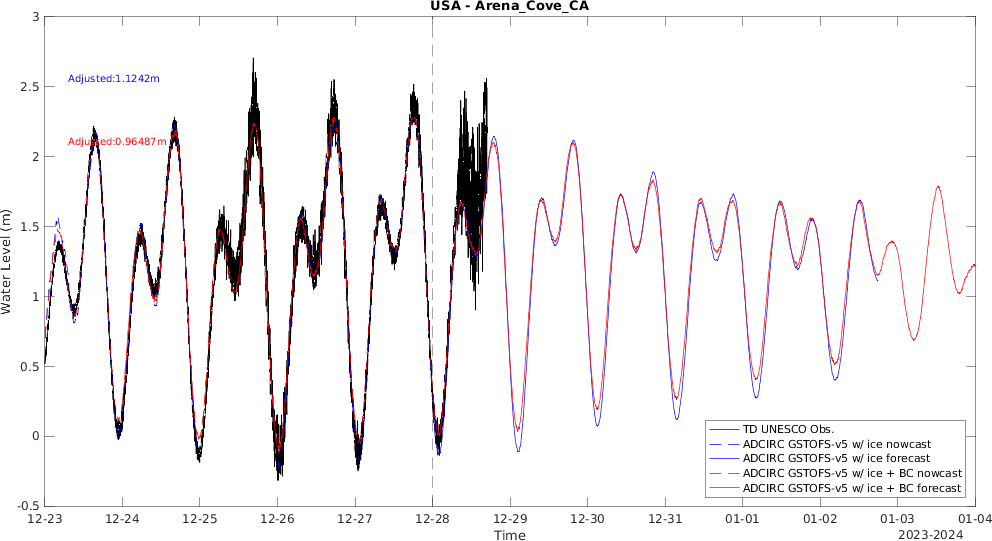 USA - Arena_Cove_CA
3
2.5
2
1.5
1
0.5
0
-0.5
Water Level (m)
Adjusted:1.1242m
Adjusted:0.96487m
TD UNESCO Obs.
ADCIRC GSTOFS-v5 w/ ice nowcast
ADCIRC GSTOFS-v5 w/ ice forecast
ADCIRC GSTOFS-v5 w/ ice + BC nowcast
ADCIRC GSTOFS-v5 w/ ice + BC forecast
12-23 12-24 12-25 12-26 12-27 12-28 12-29 12-30 12-31 01-01 01-02 01-03 01-04
Time
2023-2024